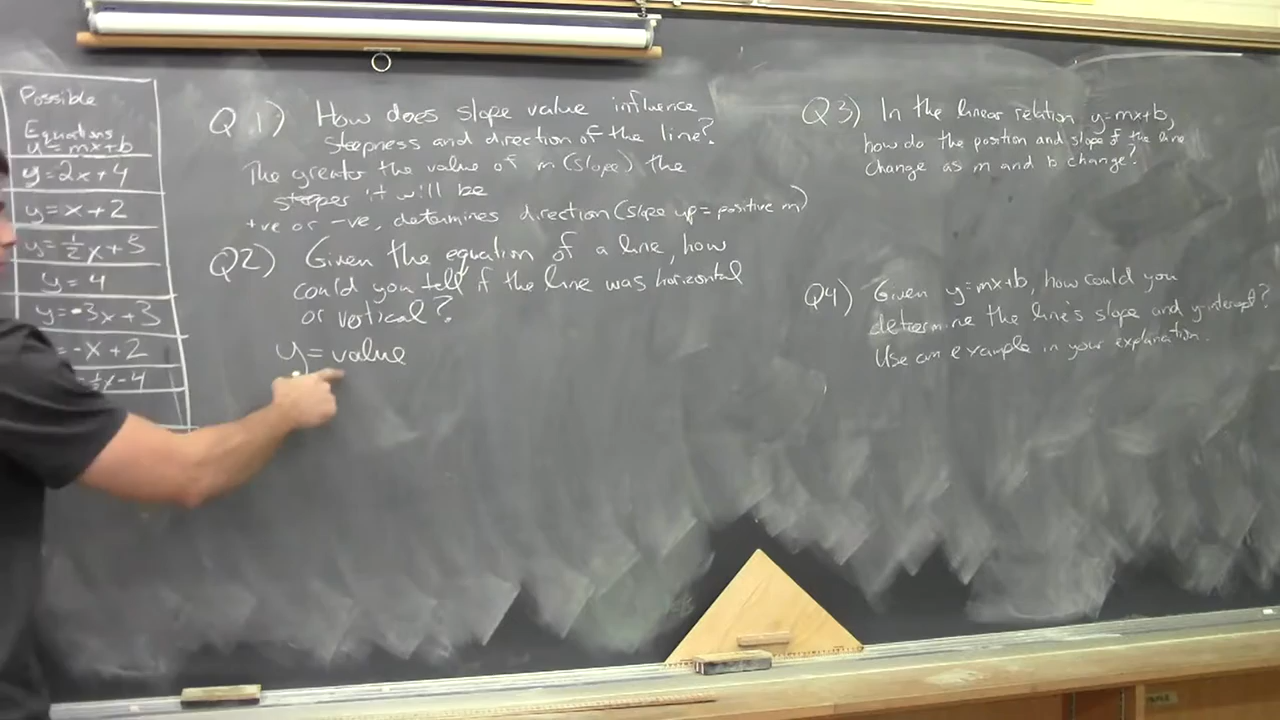 Possible
Equations
y = mx+b
y=2x+4
y=x+2
y=½x+5
y=4
y=-3x+3
=-x+2
½x-4
Q1) How does slope value influence
steepness and direction of the line?
The greater the value of m (slope) the
steeper it will be
+ve or -ve, determines direction (slope up = positive m)
Q2) Given the equation of a line, how
could you tell if the line was horizontal
or vertical?
y = value
Q3) In the linear relation y=mx+b,
how do the position and slope of the line
change as m and b change?
Q4) Given y=mx+b, how could you
determine the line's slope and y-intercept?
Use an example in your explanation.